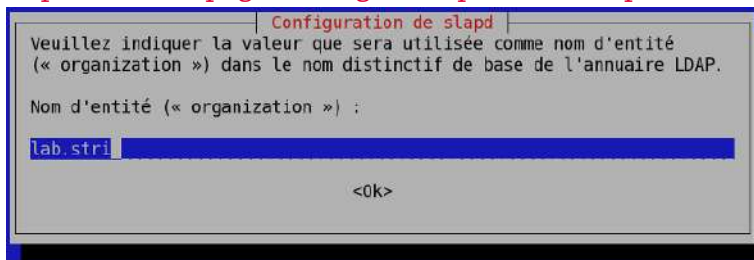 Configuration de slapd
Veuillez indiquer la valeur que sera utilisée comme nom d'entité
(« organization ») dans le nom distinctif de base de l'annuaire LDAP.
Nom d'entité (« organization ») :
lab.stri
<Ok>